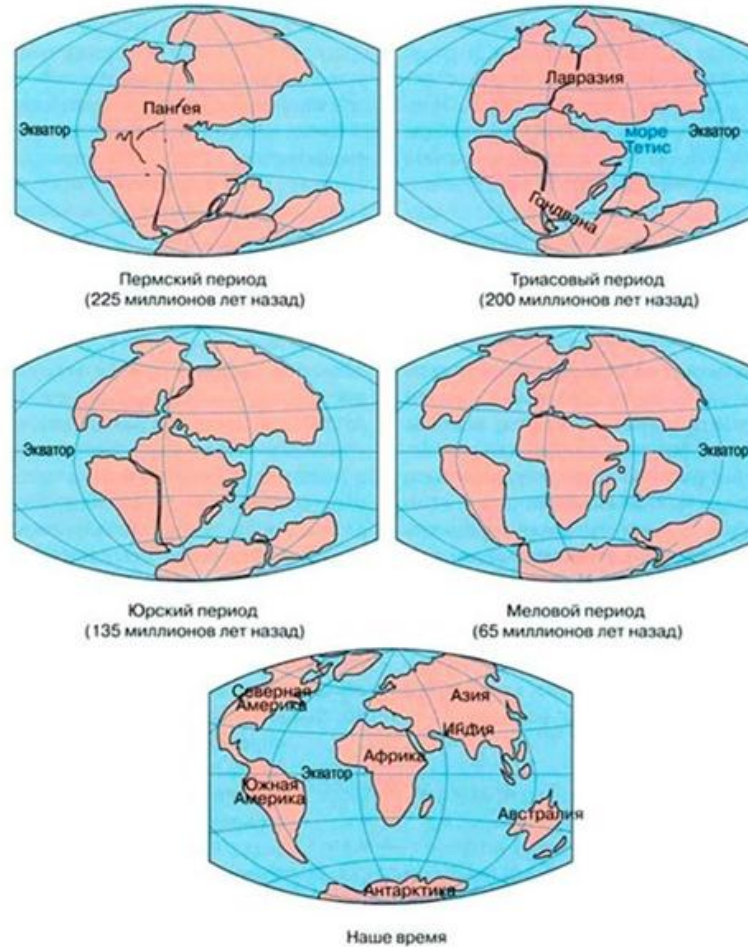 Пангея
Экватор
Пермский период
(225 миллионов лет назад)
Лавразия
море
Тетис
Экватор
Гондвана
Триасовый период
(200 миллионов лет назад)
Экватор
Юрский период
(135 миллионов лет назад)
Экватор
Меловой период
(65 миллионов лет назад)
Северная
Америка
Азия
Индия
Африка
Экватор
Южная
Америка
Австралия
Антарктика
Наше время